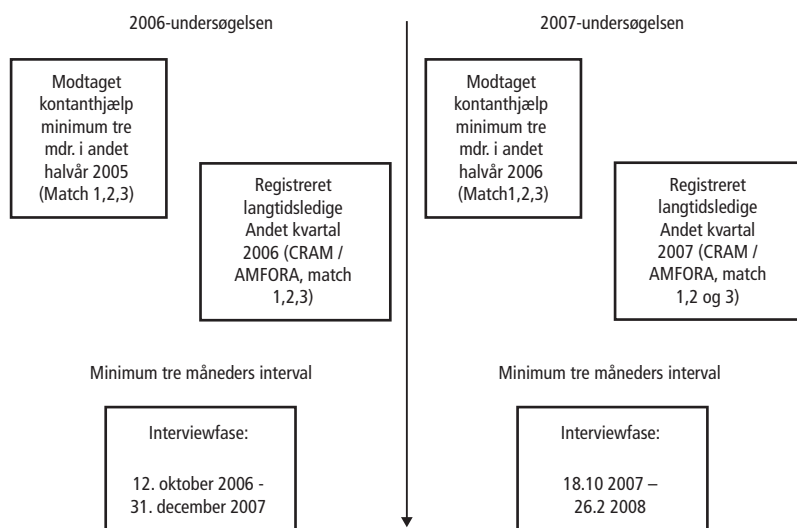 2006-undersøgelsen
Modtaget
kontanthjælp
minimum tre
mdr. i andet
halvår 2005
(Match 1,2,3)
Registreret
langtidsledige
Andet kvartal
2006 (CRAM /
AMFORA, match
1,2,3)
Minimum tre måneders interval
Interviewfase:
12. oktober 2006 -
31. december 2007
2007-undersøgelsen
Modtaget
kontanthjælp
minimum tre
mdr. i andet
halvår 2006
(Match1,2,3)
Registreret
langtidsledige
Andet kvartal
2007 (CRAM /
AMFORA, match
1,2 og 3)
Minimum tre måneders interval
Interviewfase:
18.10 2007 –
26.2 2008